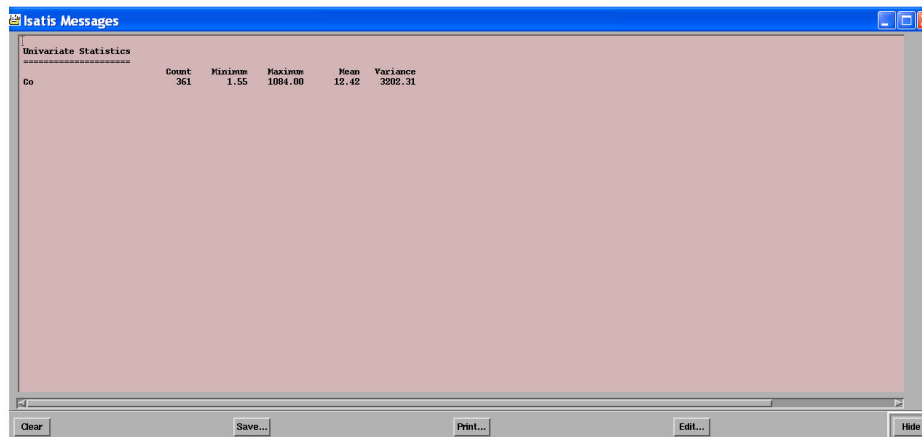 Isatis Messages
Univariate Statistics
=====================
Count Minimum Maximum Mean Variance
Co 361 1.55 1084.00 12.42 3202.31
Clear Save... Print... Edit... Hide